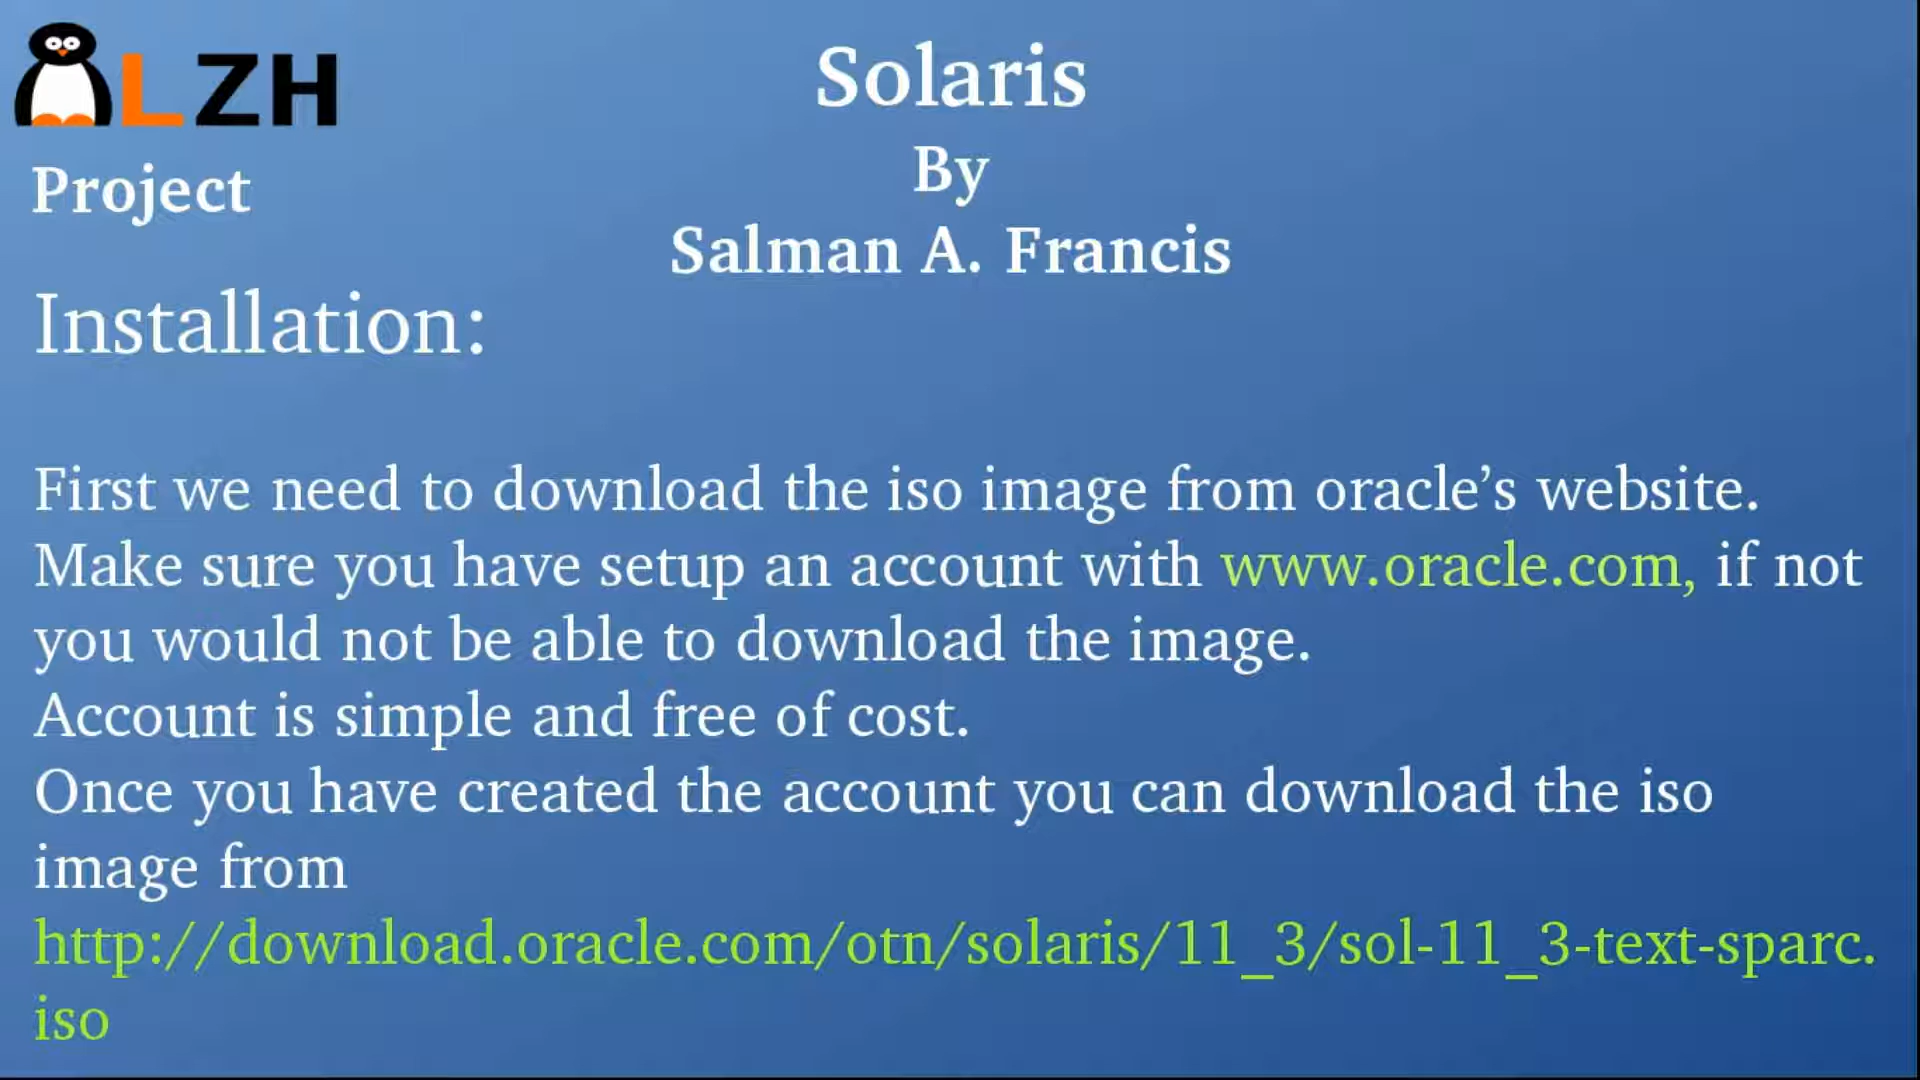 LZH
Solaris
By
Project
Salman A. Francis
Installation:
First we need to download the iso image from oracle’s website.
Make sure you have setup an account with www.oracle.com, if not
you would not be able to download the image.
Account is simple and free of cost.
Once you have created the account you can download the iso
image from
http://download.oracle.com/otn/solaris/11_3/sol-11_3-text-sparc.
iso